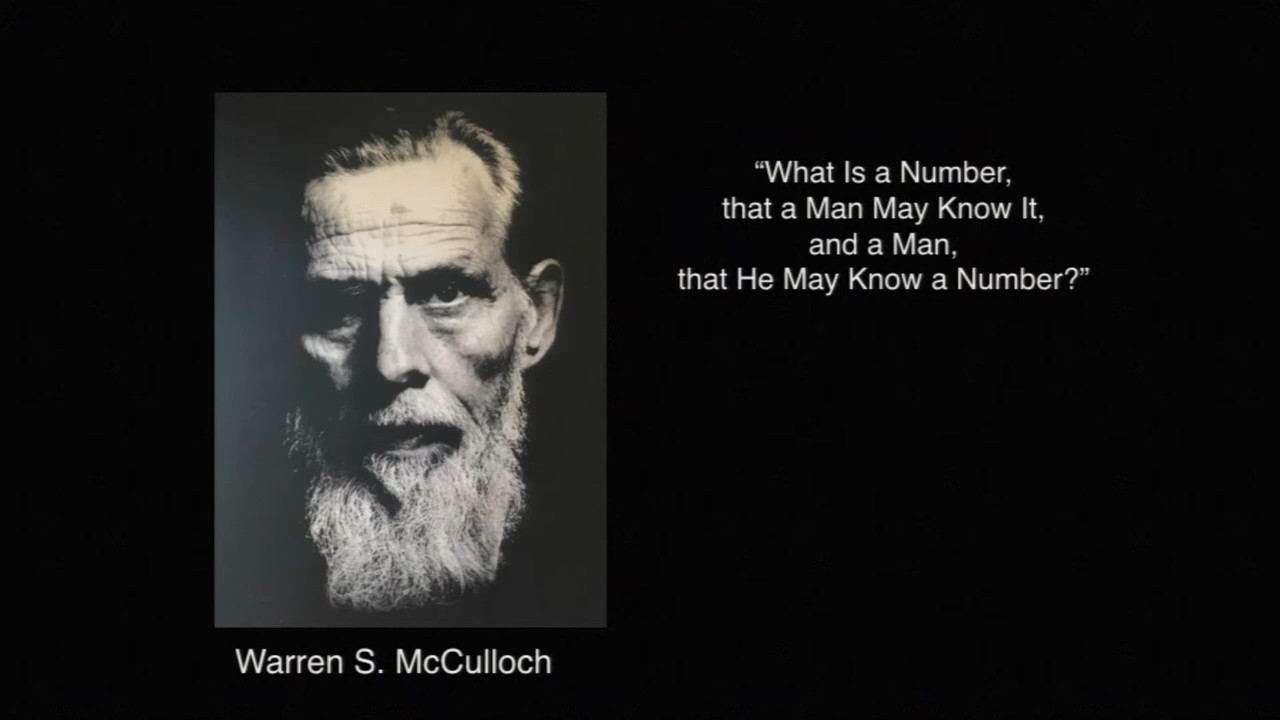 “What Is a Number,
that a Man May Know It,
and a Man,
that He May Know a Number?”
Warren S. McCulloch